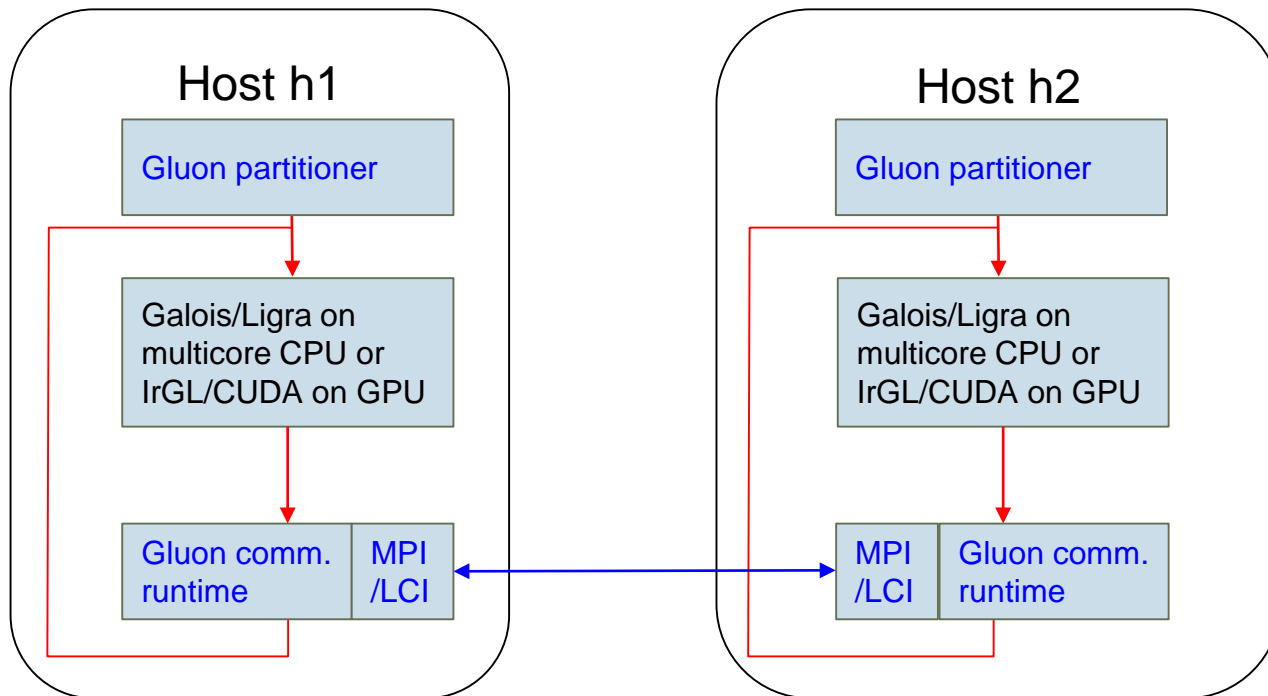 Host h1
Gluon partitioner
Galois/Ligra on
multicore CPU or
IrGL/CUDA on GPU
Gluon comm.
runtime
MPI
/LCI
Host h2
Gluon partitioner
Galois/Ligra on
multicore CPU or
IrGL/CUDA on GPU
MPI
/LCI
Gluon comm.
runtime